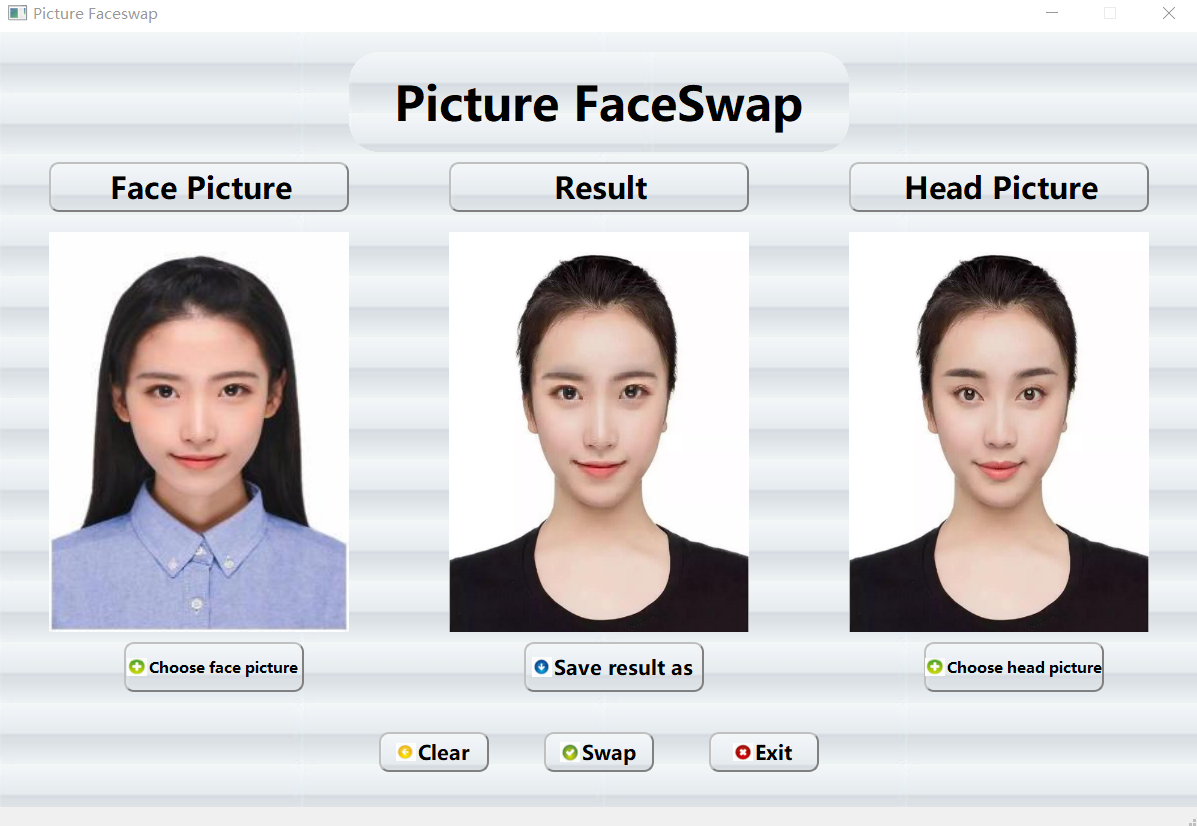 Picture Faceswap
Picture FaceSwap
Face Picture
Result
Head Picture
Choose face picture
Save result as
Choose head picture
Clear
Swap
Exit